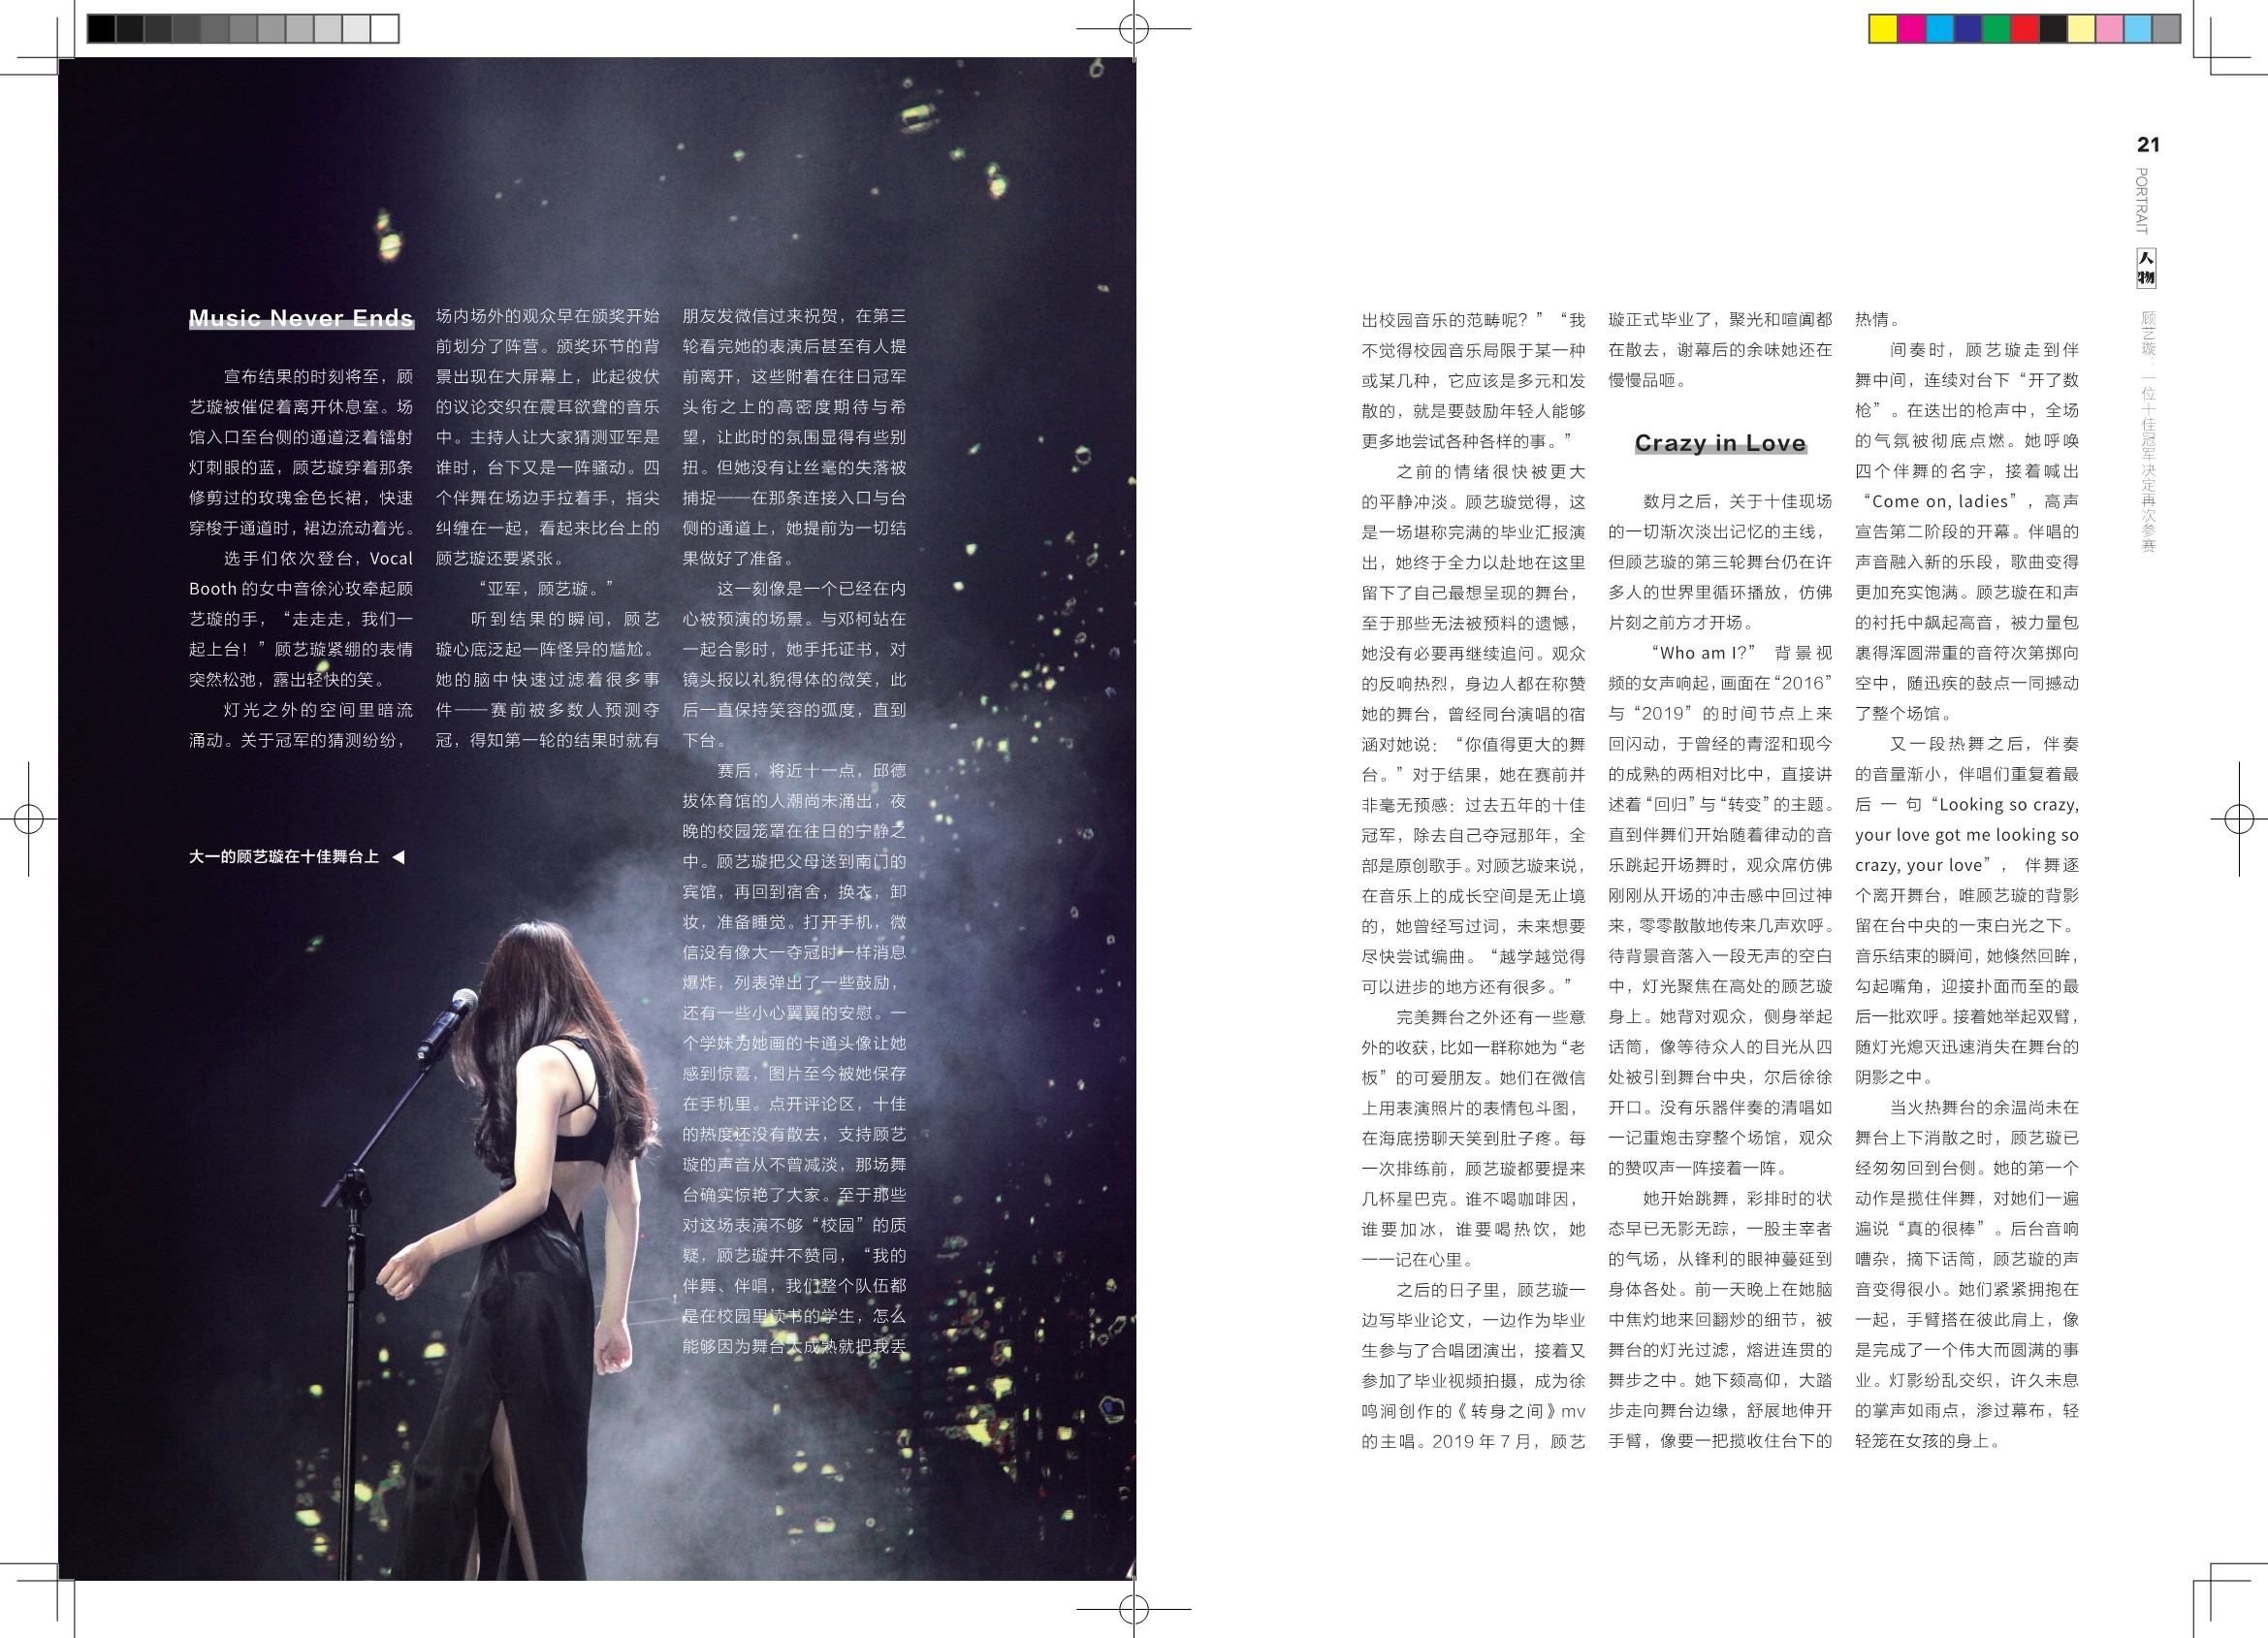 Music Never Ends
宣布结果的时刻将至，顾
艺璇被催促着离开休息室。场
馆入口至台侧的通道泛着镭射
灯刺眼的蓝，顾艺璇穿着那条
修剪过的玫瑰金色长裙，快速
穿梭于通道时，裙边流动着光。
选手们依次登台，Vocal
Booth 的女中音徐沁玫牵起顾
艺璇的手，“走走走，我们一
起上台！”顾艺璇紧绷的表情
突然松弛，露出轻快的笑。
灯光之外的空间里暗流
涌动。关于冠军的猜测纷纷，
场内场外的观众早在颁奖开始
前划分了阵营。颁奖环节的背
景出现在大屏幕上，此起彼伏
的议论交织在震耳欲聋的音乐
中。主持人让大家猜测亚军是
谁时，台下又是一阵骚动。四
个伴舞在场边手拉着手，指尖
纠缠在一起，看起来比台上的
顾艺璇还要紧张。
“亚军，顾艺璇。”
听到结果的瞬间，顾艺
璇心底泛起一阵怪异的尴尬。
她的脑中快速过滤着很多事
件——赛前被多数人预测夺
冠，得知第一轮的结果时就有
朋友发微信过来祝贺，在第三
轮看完她的表演后甚至有人提
前离开，这些附着在往日冠军
头衔之上的高密度期待与希
望，让此时的氛围显得有些别
扭。但她没有让丝毫的失落被
捕捉——在那条连接入口与台
侧的通道上，她提前为一切结
果做好了准备。
这一刻像是一个已经在内
心被预演的场景。与邓柯站在
一起合影时，她手托证书，对
镜头报以礼貌得体的微笑，此
后一直保持笑容的弧度，直到
下台。
赛后，将近十一点，邱德
拔体育馆的人潮尚未涌出，夜
晚的校园笼罩在往日的宁静之
中。顾艺璇把父母送到南门的
宾馆，再回到宿舍，换衣，卸
妆，准备睡觉。打开手机，微
信没有像大一夺冠时一样消息
爆炸，列表弹出了一些鼓励，
还有一些小心翼翼的安慰。一
个学妹为她画的卡通头像让她
感到惊喜，图片至今被她保存
在手机里。点开评论区，十佳
的热度还没有散去，支持顾艺
璇的声音从不曾减淡，那场舞
台确实惊艳了大家。至于那些
对这场表演不够“校园”的质
疑，顾艺璇并不赞同，“我的
伴舞、伴唱，我们整个队伍都
是在校园里读书的学生，怎么
能够因为舞台太成熟就把我丢
大一的顾艺璇在十佳舞台上 ◀
出校园音乐的范畴呢？”“我
不觉得校园音乐局限于某一种
或某几种，它应该是多元和发
散的，就是要鼓励年轻人能够
更多地尝试各种各样的事。”
之前的情绪很快被更大
的平静冲淡。顾艺璇觉得，这
是一场堪称完满的毕业汇报演
出，她终于全力以赴地在这里
留下了自己最想呈现的舞台，
至于那些无法被预料的遗憾，
她没有必要再继续追问。观众
的反响热烈，身边人都在称赞
她的舞台，曾经同台演唱的宿
涵对她说：“你值得更大的舞
台。”对于结果，她在赛前并
非毫无预感：过去五年的十佳
冠军，除去自己夺冠那年，全
部是原创歌手。对顾艺璇来说，
在音乐上的成长空间是无止境
的，她曾经写过词，未来想要
尽快尝试编曲。“越学越觉得
可以进步的地方还有很多。”
完美舞台之外还有一些意
外的收获，比如一群称她为“老
板”的可爱朋友。她们在微信
上用表演照片的表情包斗图，
在海底捞聊天笑到肚子疼。每
一次排练前，顾艺璇都要提来
几杯星巴克。谁不喝咖啡因，
谁要加冰，谁要喝热饮，她
一一记在心里。
之后的日子里，顾艺璇一
边写毕业论文，一边作为毕业
生参与了合唱团演出，接着又
参加了毕业视频拍摄，成为徐
鸣涧创作的《转身之间》mv
的主唱。2019 年 7 月，顾艺
璇正式毕业了，聚光和喧阗都
在散去，谢幕后的余味她还在
慢慢品咂。
Crazy in Love
数月之后，关于十佳现场
的一切渐次淡出记忆的主线，
但顾艺璇的第三轮舞台仍在许
多人的世界里循环播放，仿佛
片刻之前方才开场。
“Who am I?” 背景视
频的女声响起，画面在“2016”
与“2019”的时间节点上来
回闪动，于曾经的青涩和现今
的成熟的两相对比中，直接讲
述着“回归”与“转变”的主题。
直到伴舞们开始随着律动的音
乐跳起开场舞时，观众席仿佛
刚刚从开场的冲击感中回过神
来，零零散散地传来几声欢呼。
待背景音落入一段无声的空白
中，灯光聚焦在高处的顾艺璇
身上。她背对观众，侧身举起
话筒，像等待众人的目光从四
处被引到舞台中央，尔后徐徐
开口。没有乐器伴奏的清唱如
一记重炮击穿整个场馆，观众
的赞叹声一阵接着一阵。
她开始跳舞，彩排时的状
态早已无影无踪，一股主宰者
的气场，从锋利的眼神蔓延到
身体各处。前一天晚上在她脑
中焦灼地来回翻炒的细节，被
舞台的灯光过滤，熔进连贯的
舞步之中。她下颏高仰，大踏
步走向舞台边缘，舒展地伸开
手臂，像要一把揽收住台下的
热情。
间奏时，顾艺璇走到伴
舞中间，连续对台下“开了数
枪”。在迭出的枪声中，全场
的气氛被彻底点燃。她呼唤
四个伴舞的名字，接着喊出
“Come on, ladies”，高声
宣告第二阶段的开幕。伴唱的
声音融入新的乐段，歌曲变得
更加充实饱满。顾艺璇在和声
的衬托中飙起高音，被力量包
裹得浑圆滞重的音符次第掷向
空中，随迅疾的鼓点一同撼动
了整个场馆。
又一段热舞之后，伴奏
的音量渐小，伴唱们重复着最
后一句“Looking so crazy,
your love got me looking so
crazy, your love”，伴舞逐
个离开舞台，唯顾艺璇的背影
留在台中央的一束白光之下。
音乐结束的瞬间，她倏然回眸，
勾起嘴角，迎接扑面而至的最
后一批欢呼。接着她举起双臂，
随灯光熄灭迅速消失在舞台的
阴影之中。
当火热舞台的余温尚未在
舞台上下消散之时，顾艺璇已
经匆匆回到台侧。她的第一个
动作是揽住伴舞，对她们一遍
遍说“真的很棒”。后台音响
嘈杂，摘下话筒，顾艺璇的声
音变得很小。她们紧紧拥抱在
一起，手臂搭在彼此肩上，像
是完成了一个伟大而圆满的事
业。灯影纷乱交织，许久未息
的掌声如雨点，渗过幕布，轻
轻笼在女孩的身上。
21
PORTRAIT
人物
顾艺璇：一位十佳冠军决定再次参赛